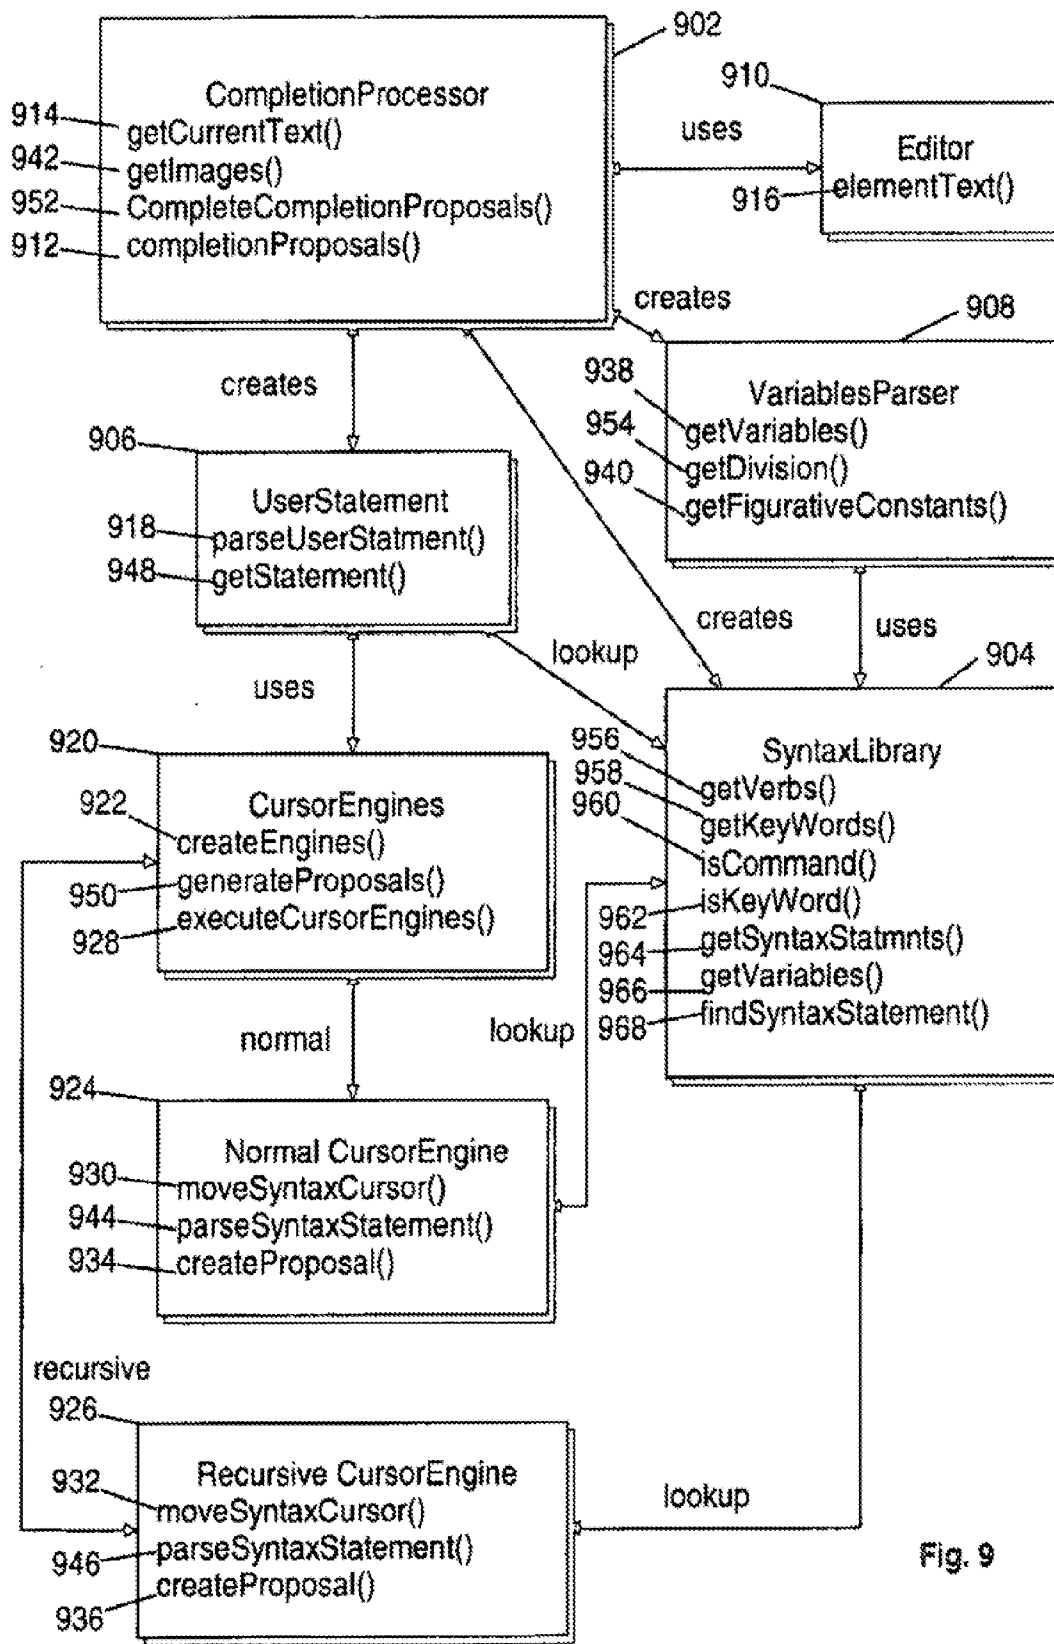 902
CompletionProcessor
914
getCurrentText()
942
getImages()
952
CompleteCompletionProposals()
912
completionProposals()
910
uses
Editor
916
elementText()
creates
908
creates
938
VariablesParser
954
getVariables()
getDivision()
940
getFigurativeConstants()
906
UserStatement
918
parseUserStatment()
948
getStatement()
creates
uses
lookup
904
uses
920
CursorEngines
922
createEngines()
950
generateProposals()
928
executeCursorEngines()
956
SyntaxLibrary
958
getVerbs()
960
getKeyWords()
isCommand()
962
isKeyWord()
964
getSyntaxStatmnts()
966
getVariables()
968
findSyntaxStatement()
normal
lookup
924
Normal CursorEngine
930
moveSyntaxCursor()
944
parseSyntaxStatement()
934
createProposal()
recursive
926
Recursive CursorEngine
932
moveSyntaxCursor()
946
parseSyntaxStatement()
936
createProposal()
lookup
Fig. 9